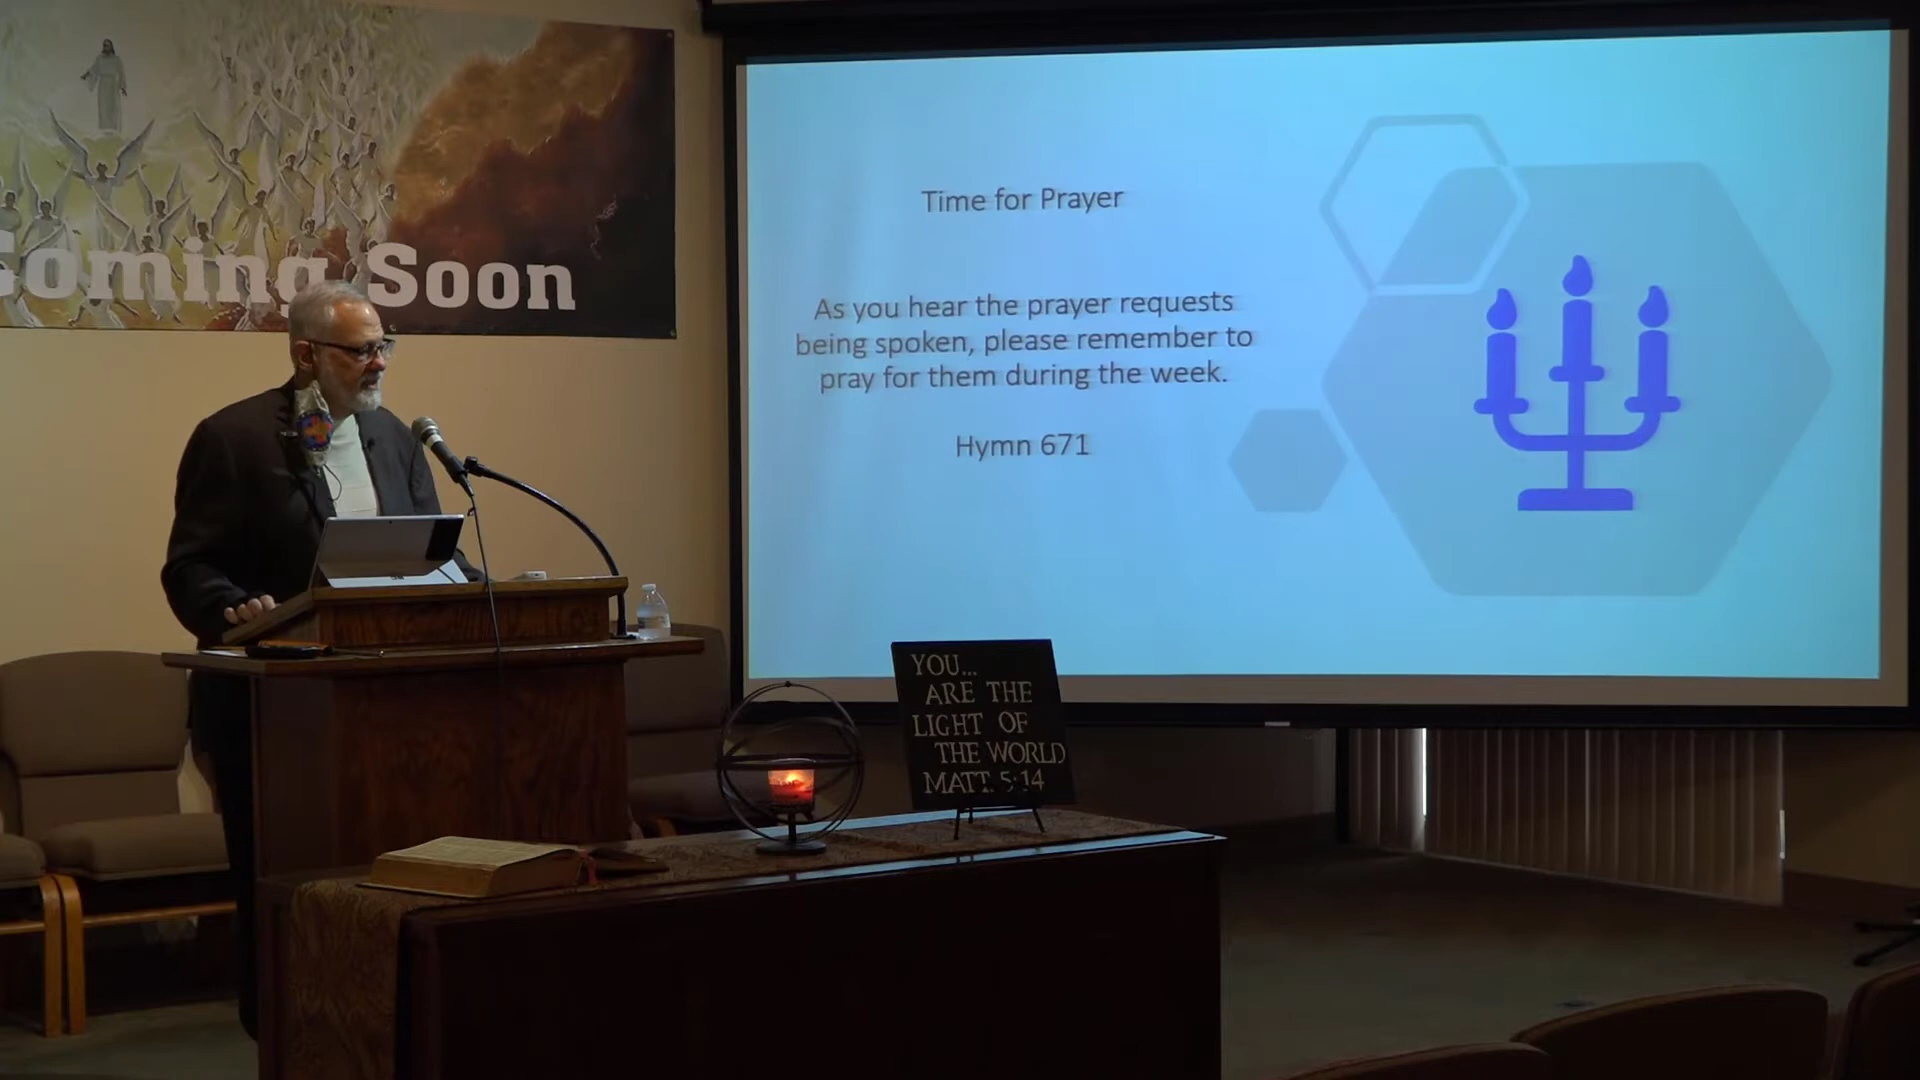 Coming Soon
Time for Prayer
As you hear the prayer requests
being spoken, please remember to
pray for them during the week.
Hymn 671
YOU...
ARE THE
LIGHT OF
THE WORLD
MATT. 5:14